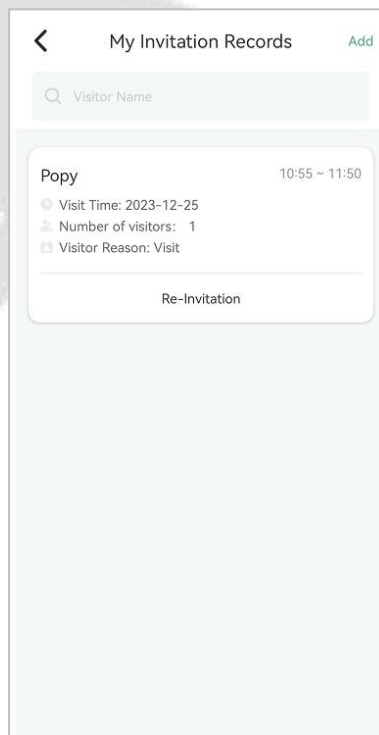 My Invitation Records Add
Visitor Name
Popy 10:55 ~ 11:50
Visit Time: 2023-12-25
Number of visitors: 1
Visitor Reason: Visit
Re-Invitation